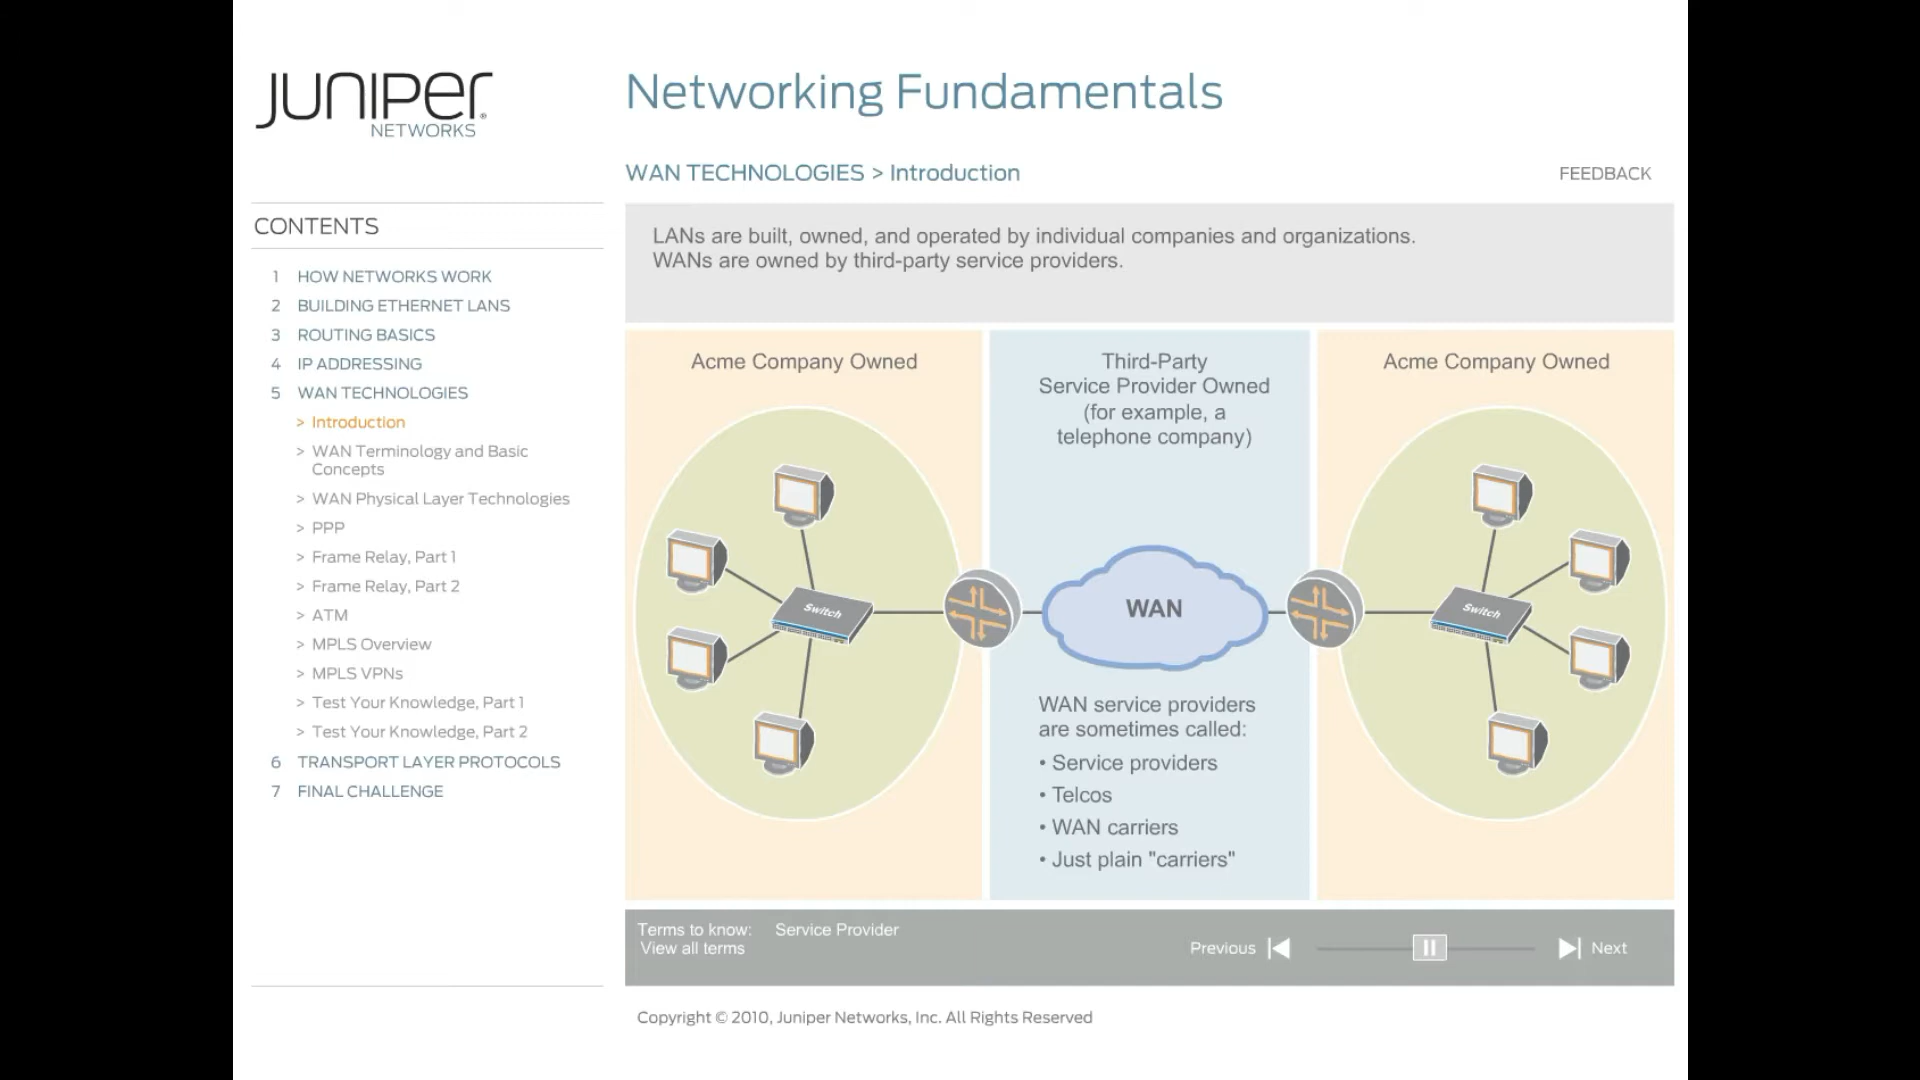 JUNIPEr
NETWORKS
Networking Fundamentals
WAN TECHNOLOGIES > Introduction
FEEDBACK
CONTENTS
1 HOW NETWORKS WORK
2 BUILDING ETHERNET LANS
3 ROUTING BASICS
4 IP ADDRESSING
5 WAN TECHNOLOGIES
> Introduction
> WAN Terminology and Basic
Concepts
> WAN Physical Layer Technologies
> PPP
> Frame Relay, Part 1
> Frame Relay, Part 2
> ATM
> MPLS Overview
> MPLS VPNs
> Test Your Knowledge, Part 1
> Test Your Knowledge, Part 2
6 TRANSPORT LAYER PROTOCOLS
7 FINAL CHALLENGE
LANs are built, owned, and operated by individual companies and organizations.
WANs are owned by third-party service providers.
Acme Company Owned
Switch
Third-Party
Service Provider Owned
(for example, a
telephone company)
WAN
WAN service providers
are sometimes called:
• Service providers
• Telcos
• WAN carriers
• Just plain "carriers"
Acme Company Owned
Switch
Terms to know: Service Provider
View all terms
Previous
Next
Copyright © 2010, Juniper Networks, Inc. All Rights Reserved